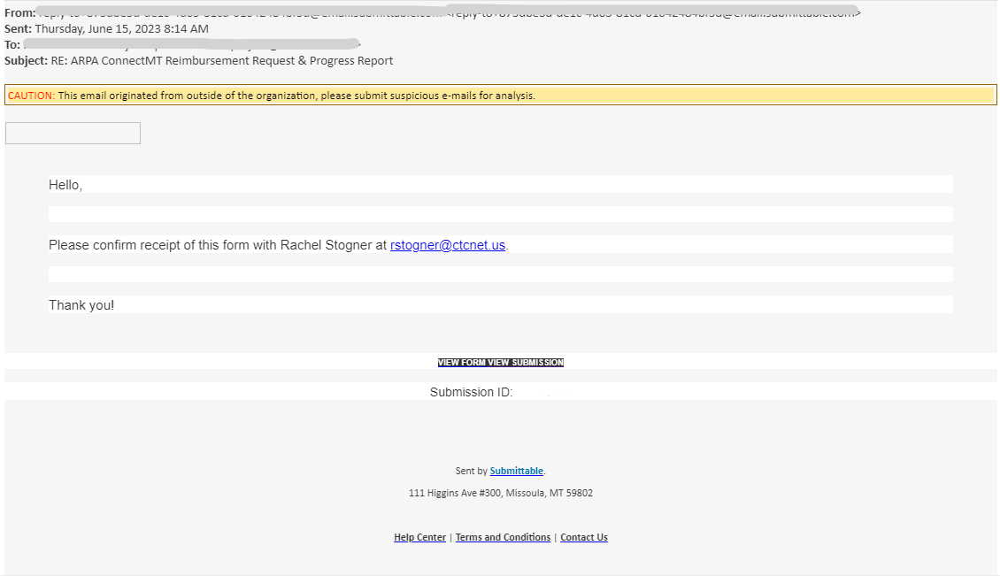 From:
Sent: Thursday, June 15, 2023 8:14 AM
To:
Subject: RE: ARPA ConnectMT Reimbursement Request & Progress Report
CAUTION: This email originated from outside of the organization, please submit suspicious e-mails for analysis.
Hello,
Please confirm receipt of this form with Rachel Stogner at rstogner@ctcnet.us.
Thank you!
VIEW FORM VIEW SUBMISSION
Submission ID:
Sent by Submittable.
111 Higgins Ave #300, Missoula, MT 59802
Help Center | Terms and Conditions | Contact Us